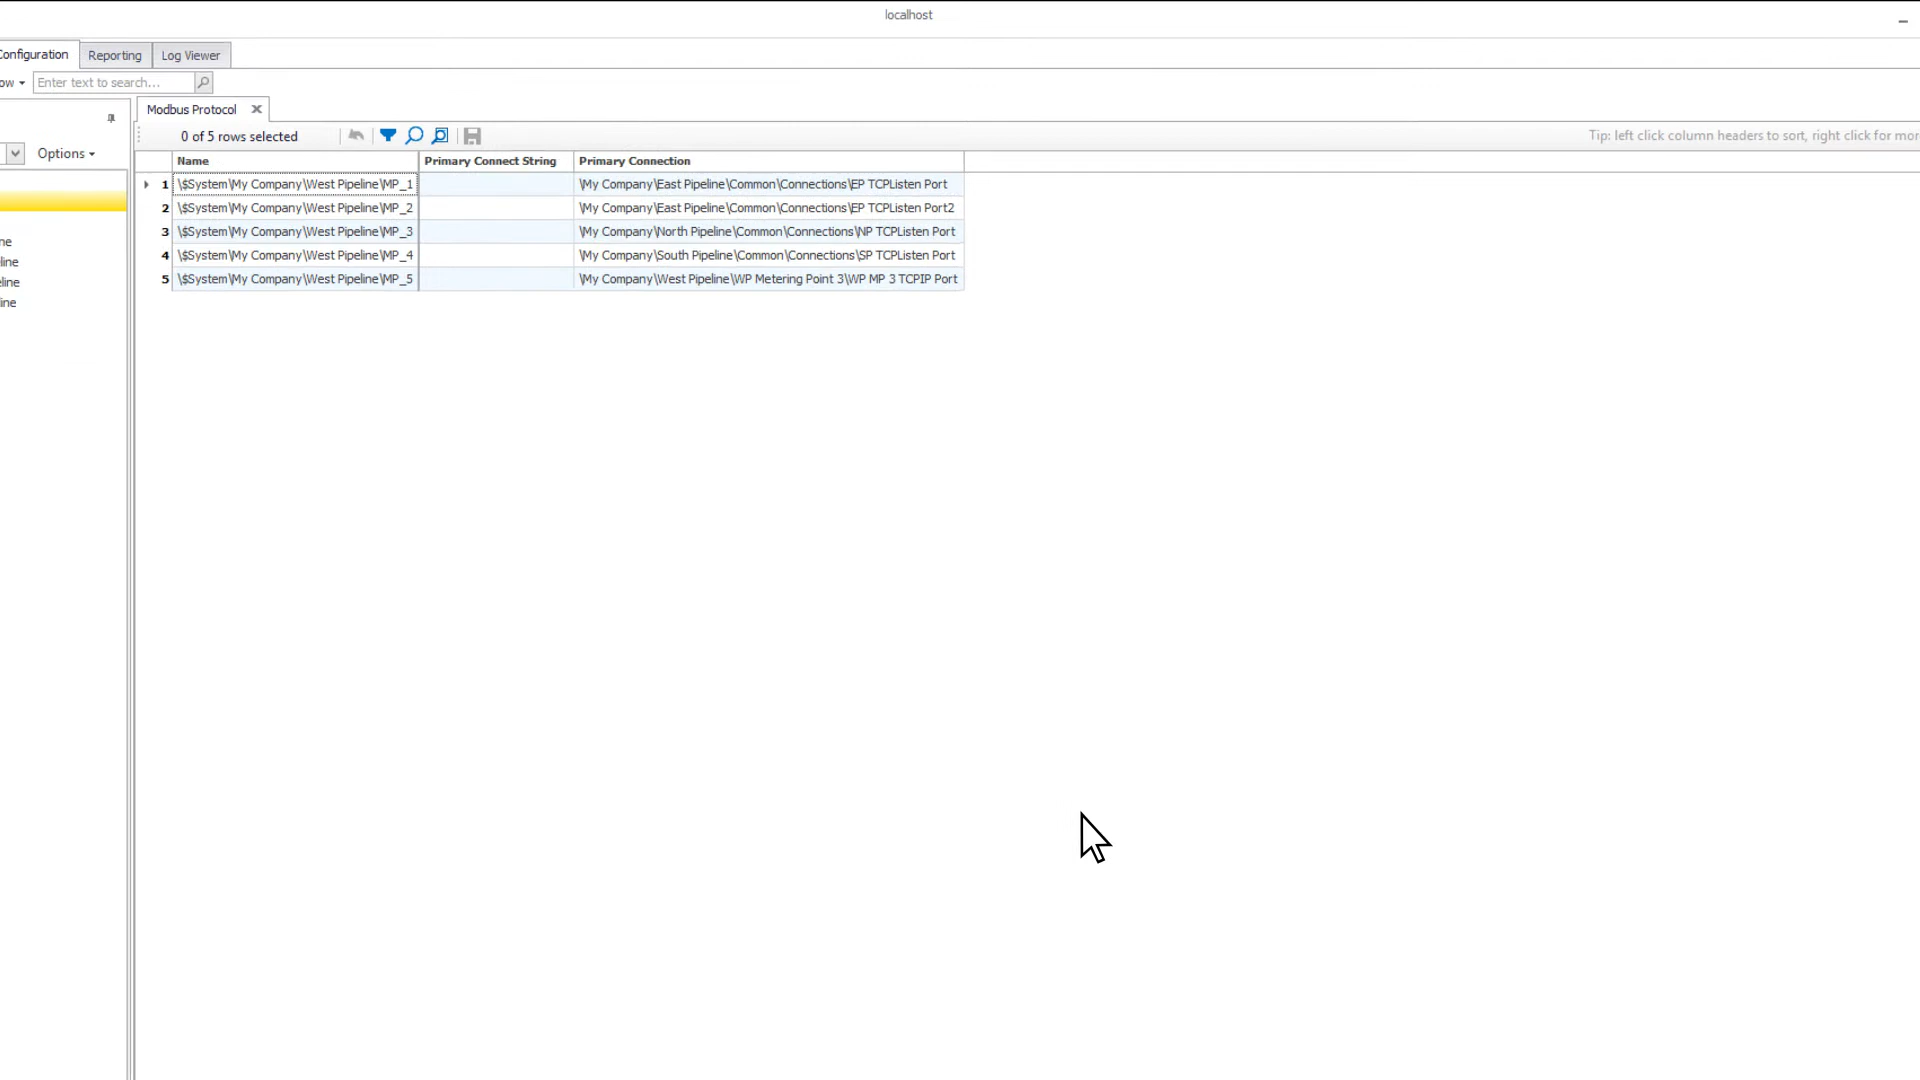 localhost
Configuration Reporting Log Viewer
ow Enter text to search...
Modbus Protocol
0 of 5 rows selected Tip: left click column headers to sort, right click for mor
Options
Name Primary Connect String Primary Connection
1 \$System\My Company\West Pipeline\MP_1 \My Company\East Pipeline\Common\Connections\EP TCPListen Port
2 \$System\My Company\West Pipeline\MP_2 \My Company\East Pipeline\Common\Connections\EP TCPListen Port2
3 \$System\My Company\West Pipeline\MP_3 \My Company\North Pipeline\Common\Connections\NP TCPListen Port
4 \$System\My Company\West Pipeline\MP_4 \My Company\South Pipeline\Common\Connections\SP TCPListen Port
5 \$System\My Company\West Pipeline\MP_5 \My Company\West Pipeline\WP Metering Point 3\WP MP 3 TCPIP Port
ne
line
eline
ine